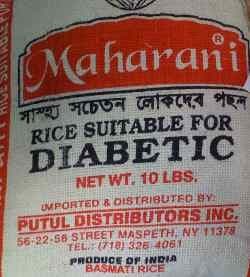 Maharani ®
সাস্থ্য সচেতন লোকদের পছন্দ
RICE SUITABLE FOR
DIABETIC
NET WT. 10 LBS.
IMPORTED & DISTRIBUTED BY:
PUTUL DISTRIBUTORS INC.
56-22-56 STREET MASPETH, NY 11378
TEL.: (718) 326 4061
PRODUCE OF INDIA
BASMATI RICE